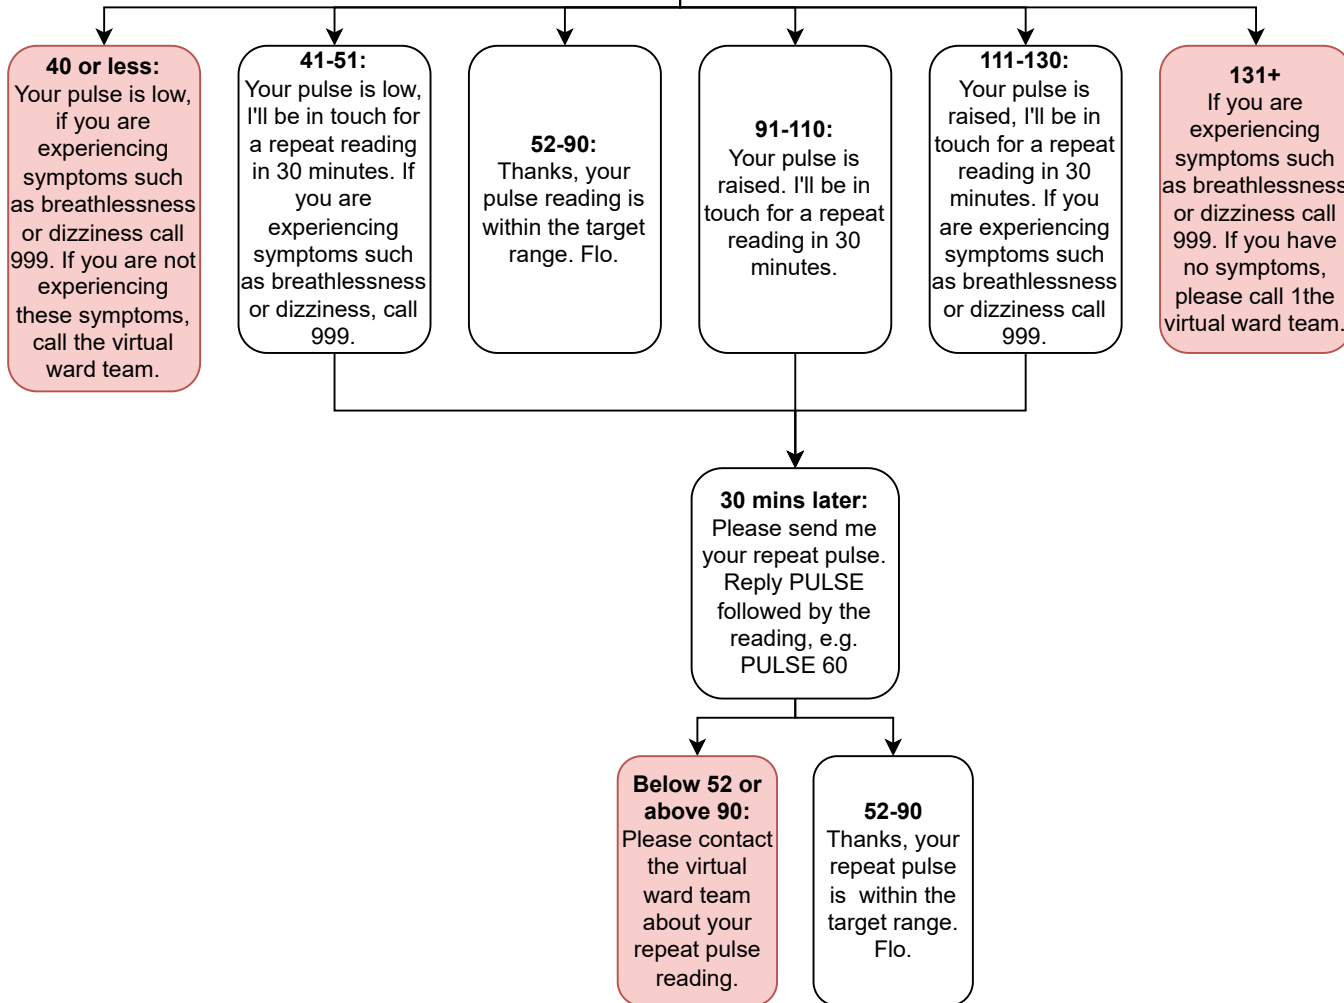 40 or less:
Your pulse is low,
if you are
experiencing
symptoms such
as breathlessness
or dizziness call
999. If you are not
experiencing
these symptoms,
call the virtual
ward team.
41-51:
Your pulse is low,
I'll be in touch for
a repeat reading
in 30 minutes. If
you are
experiencing
symptoms such
as breathlessness
or dizziness, call
999.
52-90:
Thanks, your
pulse reading is
within the target
range. Flo.
91-110:
Your pulse is
raised. I'll be in
touch for a repeat
reading in 30
minutes.
111-130:
Your pulse is
raised, I'll be in
touch for a repeat
reading in 30
minutes. If you
are experiencing
symptoms such
as breathlessness
or dizziness call
999.
131+
If you are
experiencing
symptoms such
as breathlessness
or dizziness call
999. If you have
no symptoms,
please call 1the
virtual ward team.
30 mins later:
Please send me
your repeat pulse.
Reply PULSE
followed by the
reading, e.g.
PULSE 60
Below 52 or
above 90:
Please contact
the virtual
ward team
about your
repeat pulse
reading.
52-90
Thanks, your
repeat pulse
is  within the
target range.
Flo.